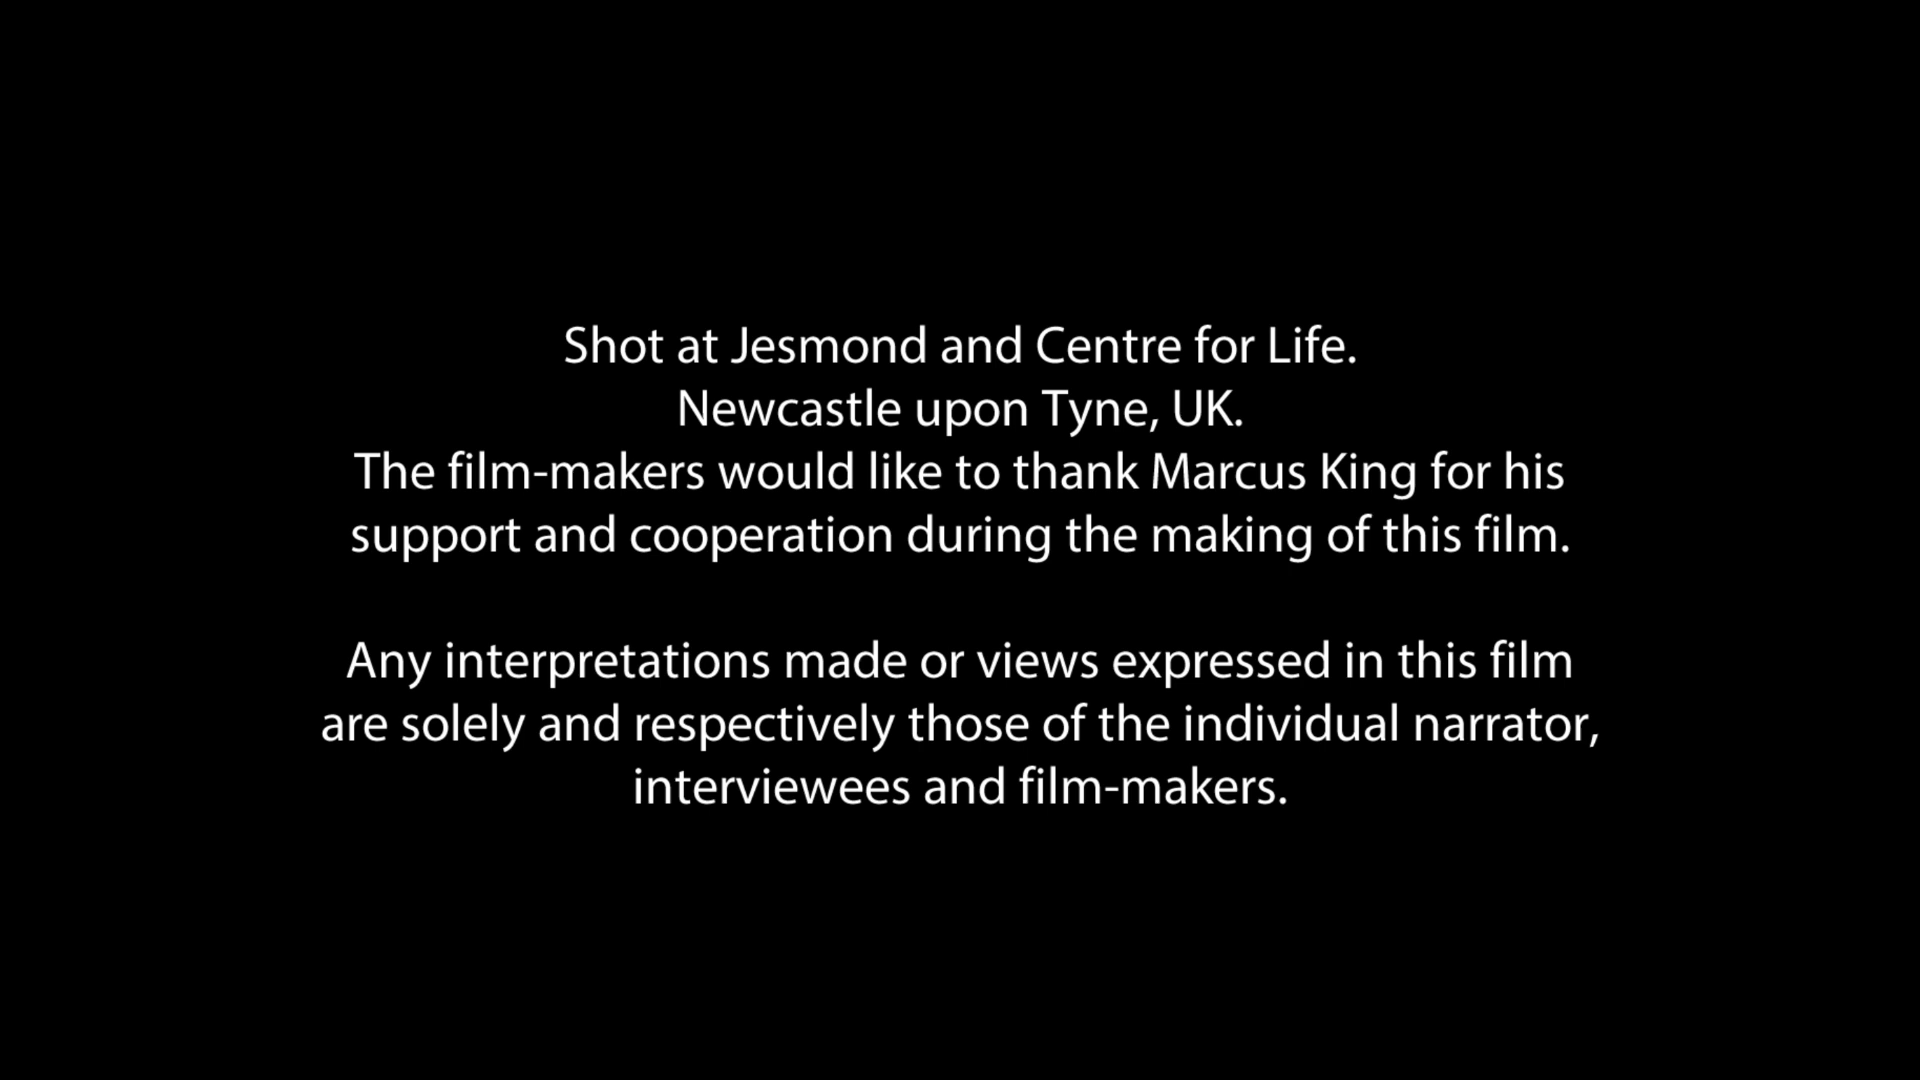 Shot at Jesmond and Centre for Life.
Newcastle upon Tyne, UK.
The film-makers would like to thank Marcus King for his
support and cooperation during the making of this film.
Any interpretations made or views expressed in this film
are solely and respectively those of the individual narrator,
interviewees and film-makers.